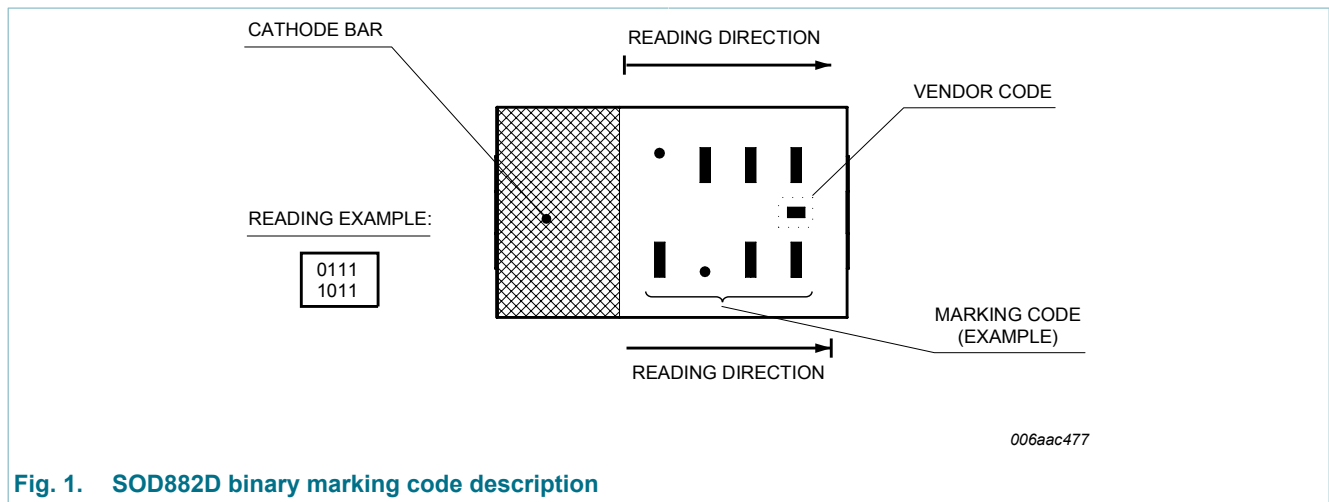 CATHODE BAR
READING DIRECTION
VENDOR CODE
READING EXAMPLE:
0111
1011
MARKING CODE
(EXAMPLE)
READING DIRECTION
006aac477
Fig. 1. SOD882D binary marking code description